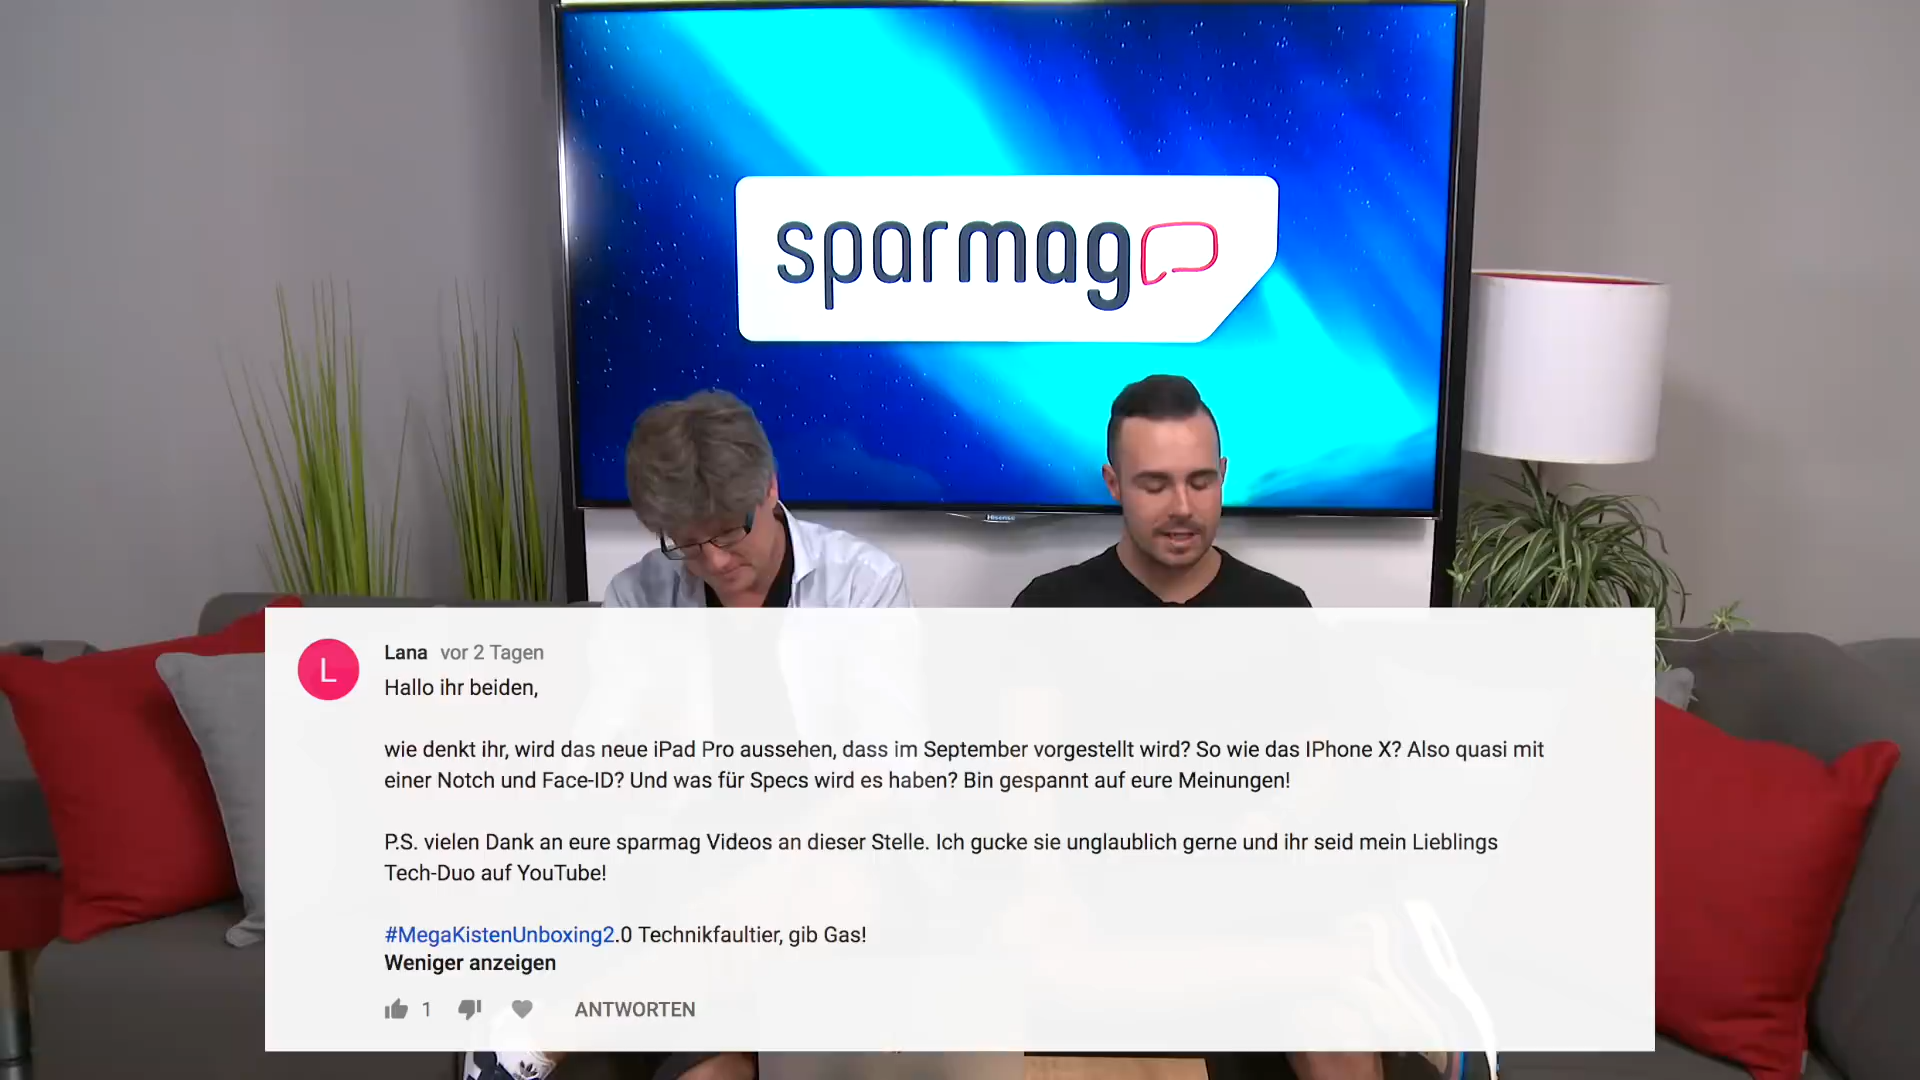 sparmag
Hisense
L
Lana vor 2 Tagen
Hallo ihr beiden,
wie denkt ihr, wird das neue iPad Pro aussehen, dass im September vorgestellt wird? So wie das IPhone X? Also quasi mit
einer Notch und Face-ID? Und was für Specs wird es haben? Bin gespannt auf eure Meinungen!
P.S. vielen Dank an eure sparmag Videos an dieser Stelle. Ich gucke sie unglaublich gerne und ihr seid mein Lieblings
Tech-Duo auf YouTube!
#MegaKistenUnboxing2.0 Technikfaultier, gib Gas!
Weniger anzeigen
1 ANTWORTEN